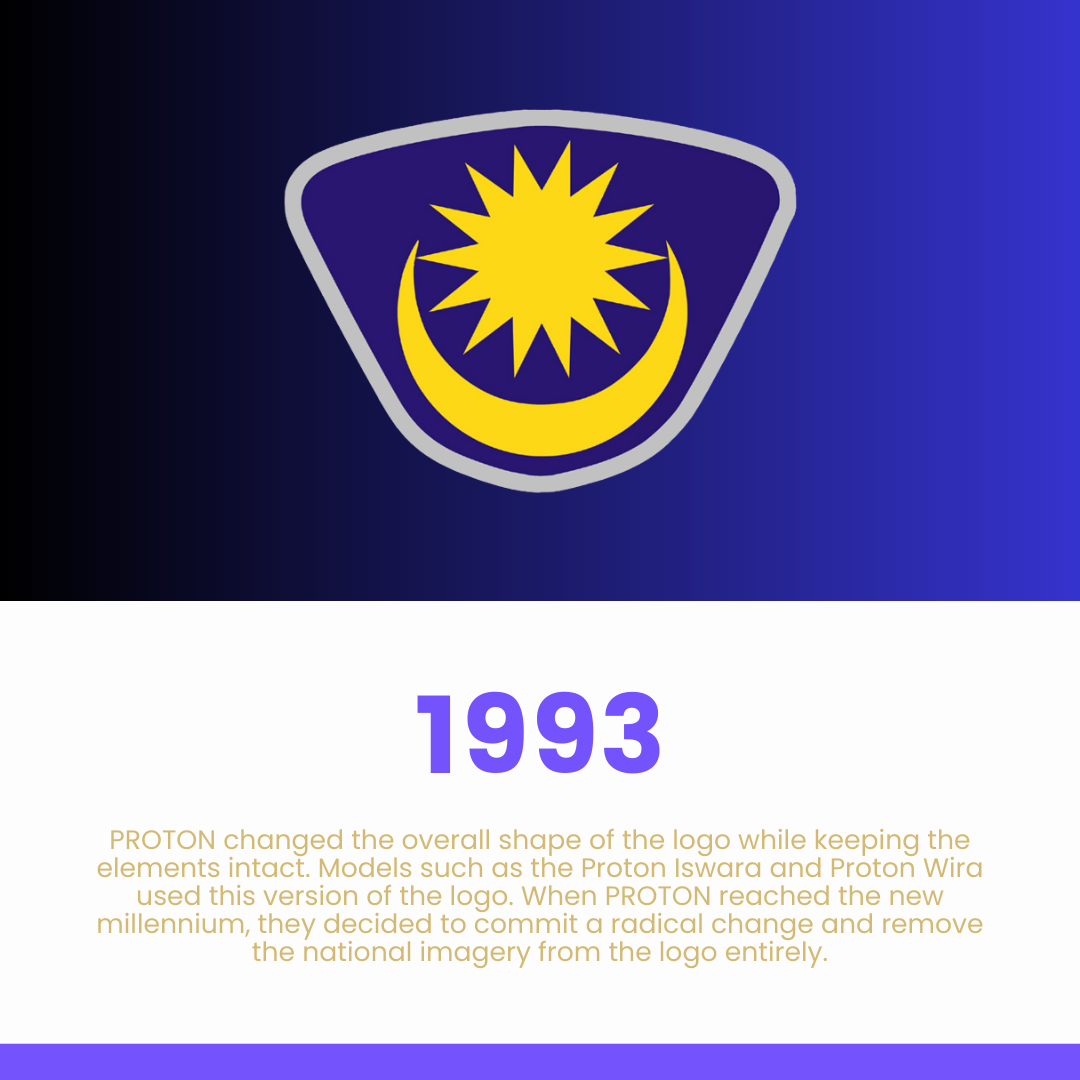 1993
PROTON changed the overall shape of the logo while keeping the
elements intact. Models such as the Proton Iswara and Proton Wira
used this version of the logo. When PROTON reached the new
millennium, they decided to commit a radical change and remove
the national imagery from the logo entirely.